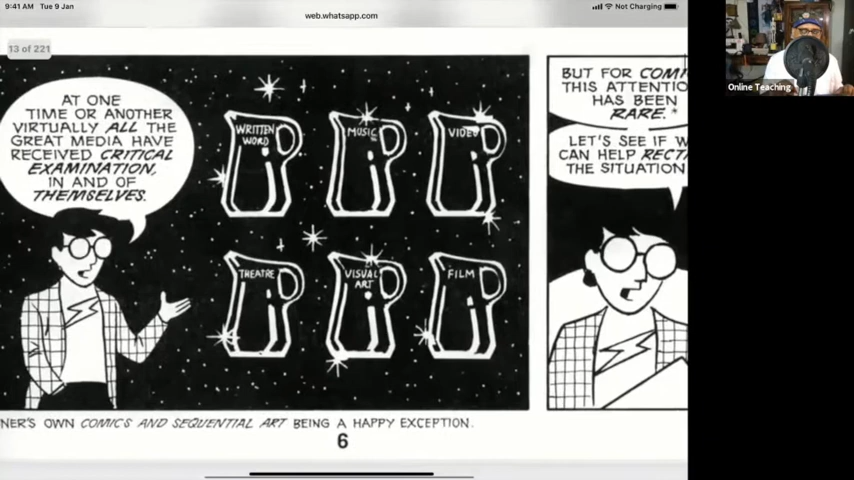 9:41 AM Tue 9 Jan
web.whatsapp.com
Not Charging
13 of 221
AT ONE
TIME OR ANOTHER
VIRTUALLY ALL THE
GREAT MEDIA HAVE
RECEIVED CRITICAL
EXAMINATION,
IN AND OF
THEMSELVES.
WRITTEN
WORD
MUSIC
VIDEO
THEATRE
VISUAL
ART
FILM
BUT FOR COMI
THIS ATTENTIO
HAS BEEN
RARE.*
LET'S SEE IF W
CAN HELP RECT
THE SITUATION
NER'S OWN COMICS AND SEQUENTIAL ART BEING A HAPPY EXCEPTION.
6
Online Teaching